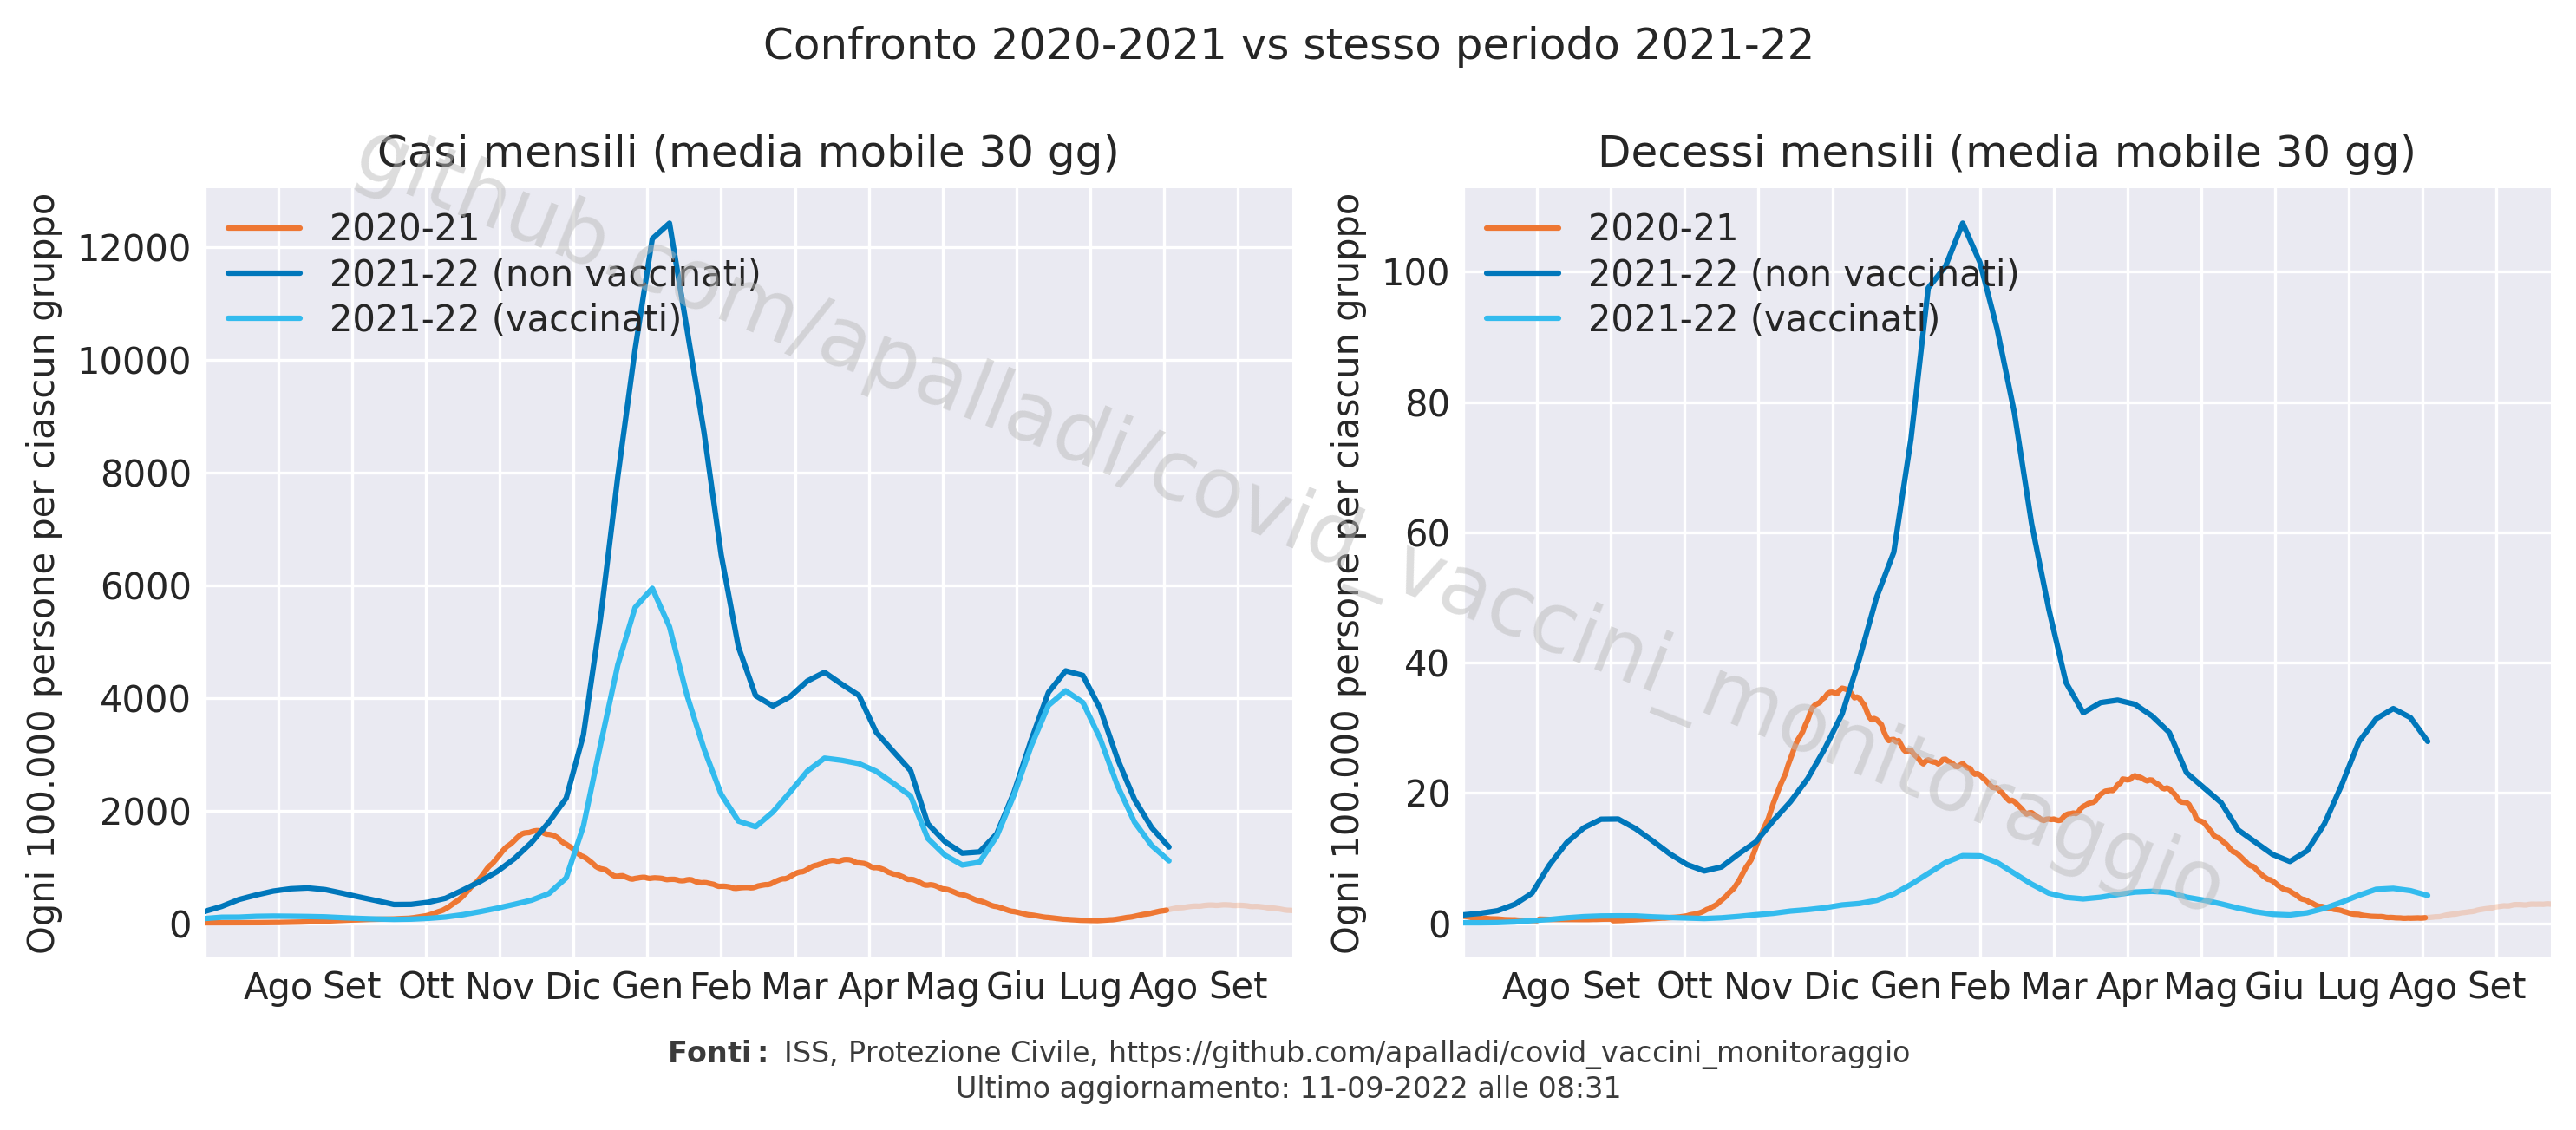 Confronto 2020-2021 vs stesso periodo 2021-22
Casi mensili (media mobile 30 gg)
Ogni 100.000 persone per ciascun gruppo
12000
10000
8000
6000
4000
2000
0
2020-21
2021-22 (non vaccinati)
2021-22 (vaccinati)
Ago Set Ott Nov Dic Gen Feb Mar Apr Mag Giu Lug Ago Set
Decessi mensili (media mobile 30 gg)
Ogni 100.000 persone per ciascun gruppo
100
80
60
40
20
0
2020-21
2021-22 (non vaccinati)
2021-22 (vaccinati)
Ago Set Ott Nov Dic Gen Feb Mar Apr Mag Giu Lug Ago Set
github.com/apalladi/covid_vaccini_monitoraggio
Fonti: ISS, Protezione Civile, https://github.com/apalladi/covid_vaccini_monitoraggio
Ultimo aggiornamento: 11-09-2022 alle 08:31